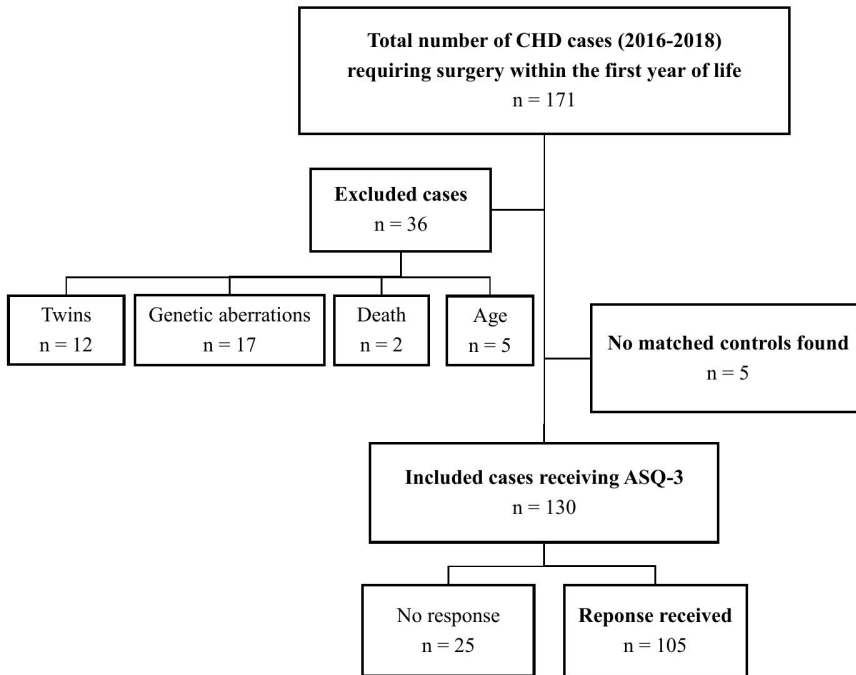 Total number of CHD cases (2016-2018)
requiring surgery within the first year of life
n = 171
Excluded cases
n = 36
Twins
n = 12
Genetic aberrations
n = 17
Death
n = 2
Age
n = 5
No matched controls found
n = 5
Included cases receiving ASQ-3
n = 130
No response
n = 25
Reponse received
n = 105